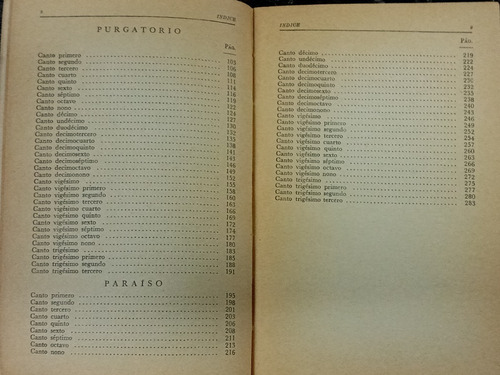 INDICE
PURGATORIO
Pág.
Canto primero 103
Canto segundo 106
Canto tercero 108
Canto cuarto 111
Canto quinto 114
Canto sexto 116
Canto séptimo 119
Canto octavo 122
Canto nono 124
Canto décimo 127
Canto undécimo 130
Canto duodécimo 132
Canto decimotercero 135
Canto decimocuarto 138
Canto decimoquinto 141
Canto decimosexto 143
Canto decimoséptimo 146
Canto decimoctavo 149
Canto decimonono 152
Canto vigésimo 155
Canto vigésimo primero 158
Canto vigésimo segundo 160
Canto vigésimo tercero 163
Canto vigésimo cuarto 166
Canto vigésimo quinto 169
Canto vigésimo sexto 172
Canto vigésimo séptimo 174
Canto vigésimo octavo 177
Canto vigésimo nono 180
Canto trigésimo 183
Canto trigésimo primero 185
Canto trigésimo segundo 188
Canto trigésimo tercero 191
PARAÍSO
Canto primero 195
Canto segundo 198
Canto tercero 201
Canto cuarto 203
Canto quinto 206
Canto sexto 208
Canto séptimo 211
Canto octavo 213
Canto nono 216
INDICE
Pág.
Canto décimo 219
Canto undécimo 222
Canto duodécimo 224
Canto decimotercero 227
Canto decimocuarto 230
Canto decimoquinto 232
Canto decimosexto 235
Canto decimoséptimo 238
Canto decimoctavo 240
Canto decimonono 243
Canto vigésimo 246
Canto vigésimo primero 249
Canto vigésimo segundo 252
Canto vigésimo tercero 254
Canto vigésimo cuarto 257
Canto vigésimo quinto 260
Canto vigésimo sexto 263
Canto vigésimo séptimo 266
Canto vigésimo octavo 269
Canto vigésimo nono 272
Canto trigésimo 275
Canto trigésimo primero 277
Canto trigésimo segundo 280
Canto trigésimo tercero 283